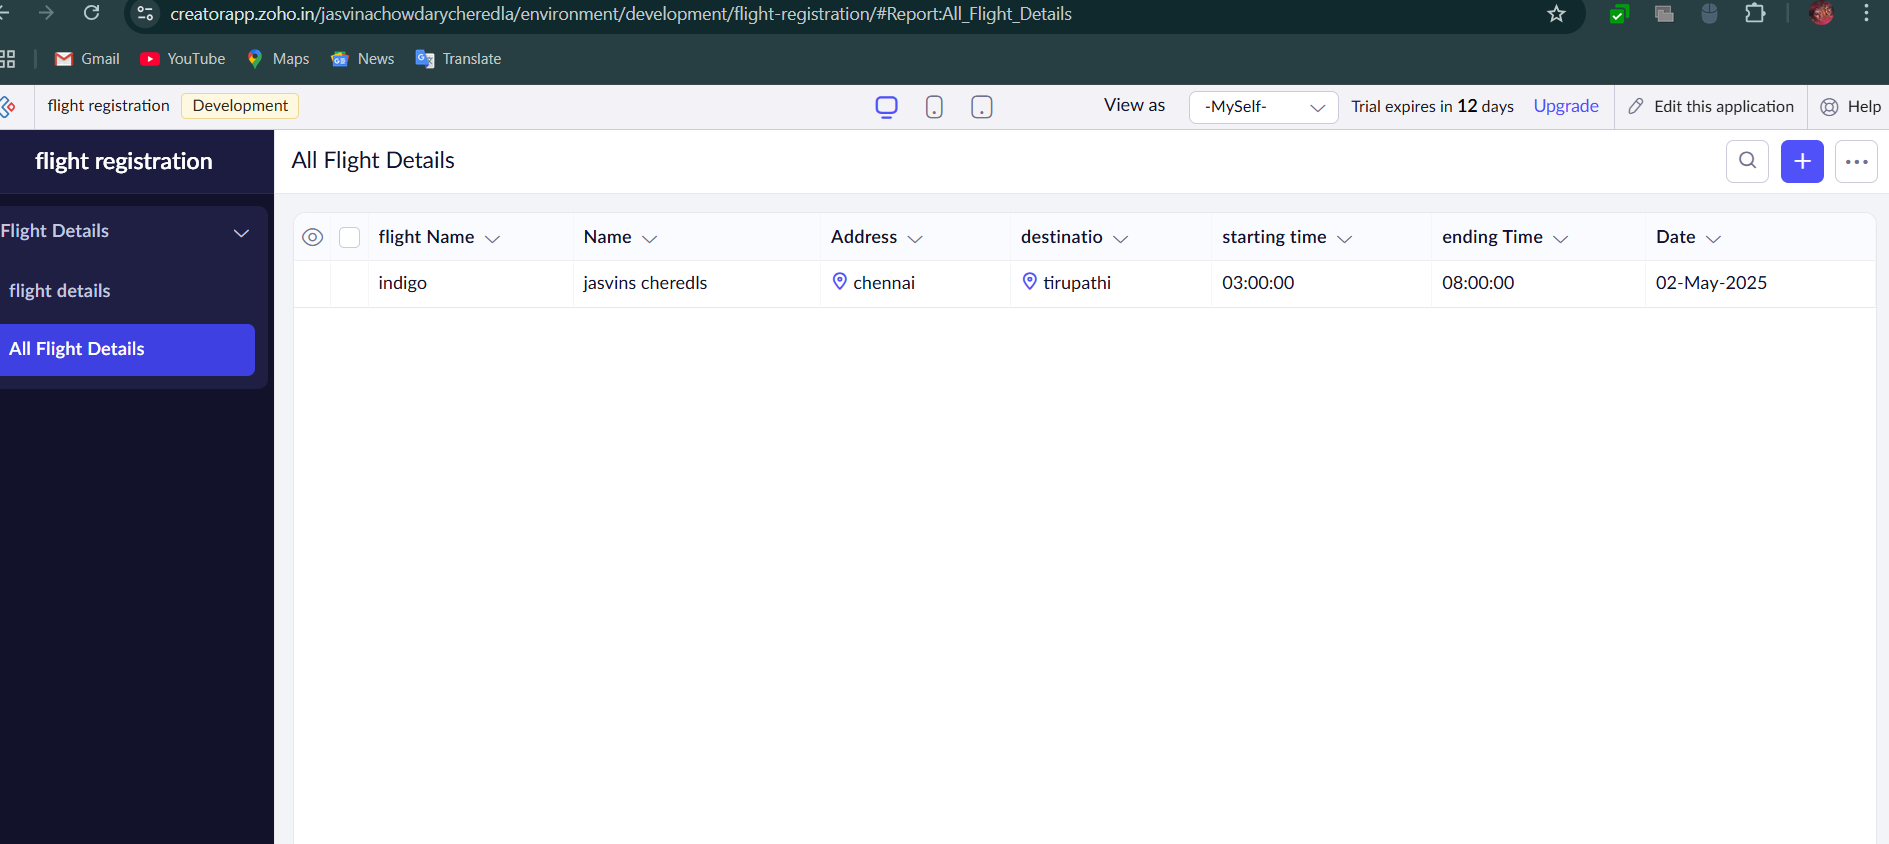 creatorapp.zoho.in/jasvinachowdarycheredla/environment/development/flight-registration/#Report:All_Flight_Details
Gmail YouTube Maps News Translate
flight registration Development View as -MySelf- Trial expires in 12 days Upgrade Edit this application Help
flight registration
All Flight Details
Flight Details
flight details
All Flight Details
flight Name Name Address destinatio starting time ending Time Date
indigo jasvins cheredls chennai tirupathi 03:00:00 08:00:00 02-May-2025